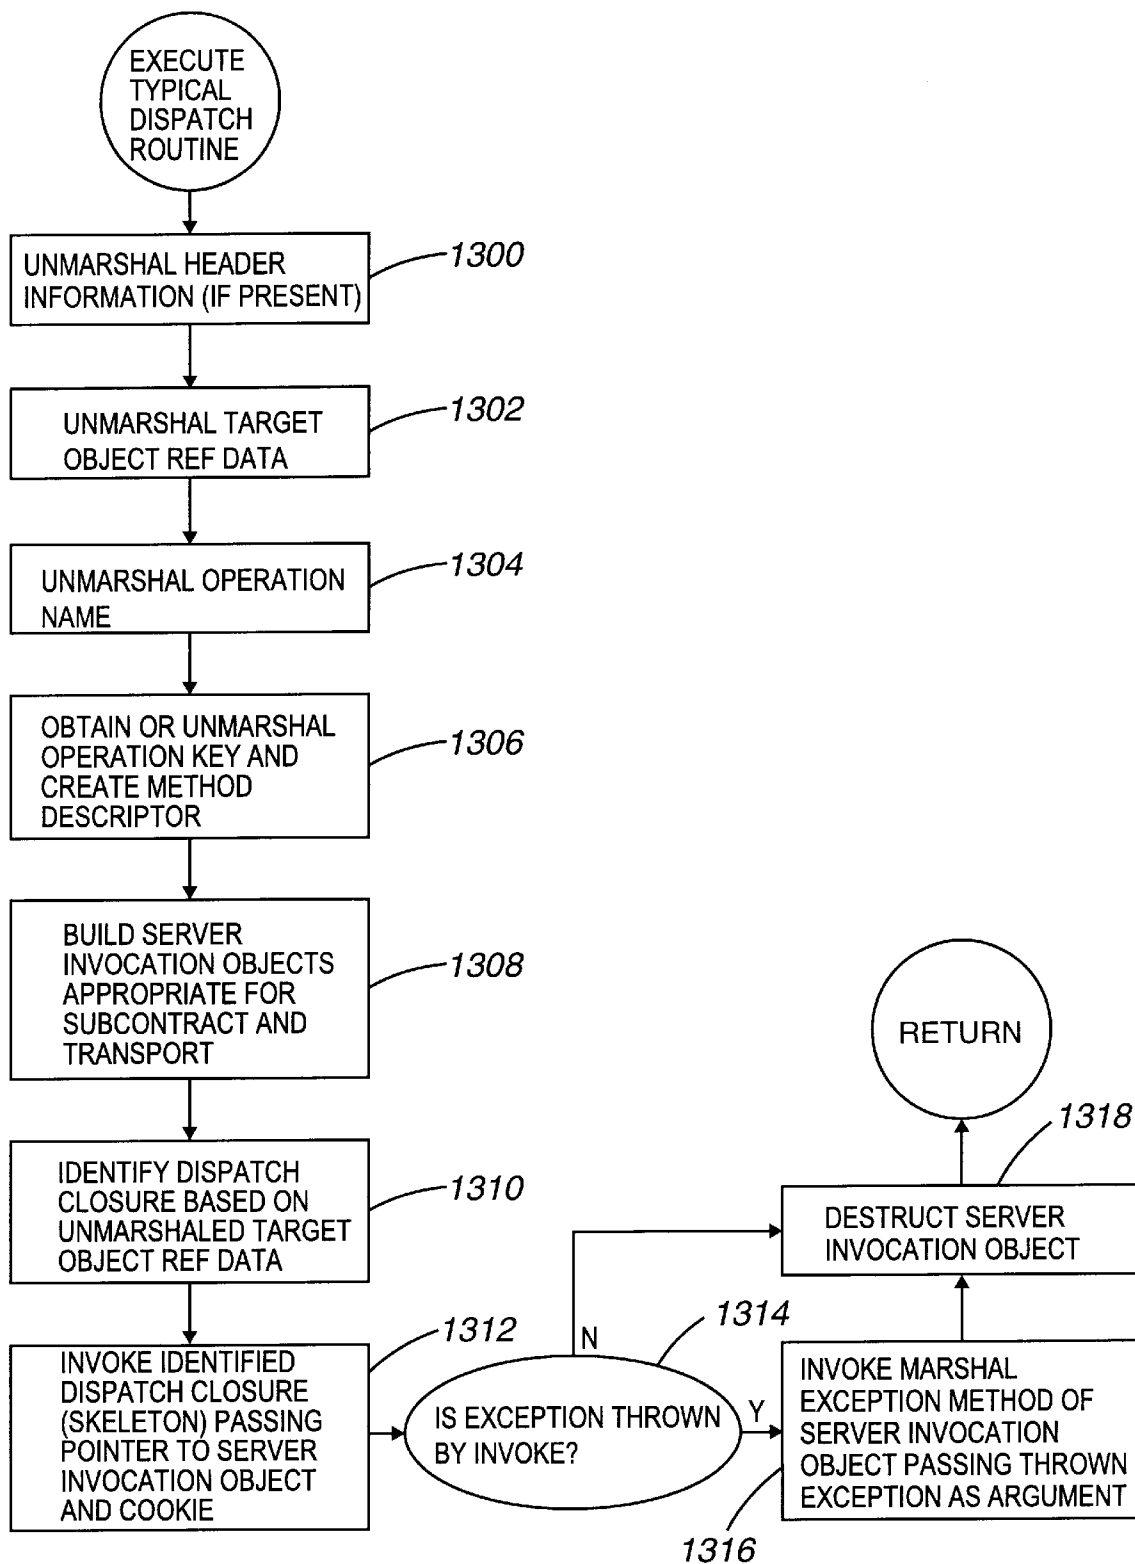 EXECUTE
TYPICAL
DISPATCH
ROUTINE
UNMARSHAL HEADER
INFORMATION (IF PRESENT)
1300
UNMARSHAL TARGET
OBJECT REF DATA
1302
UNMARSHAL OPERATION
NAME
1304
OBTAIN OR UNMARSHAL
OPERATION KEY AND
CREATE METHOD
DESCRIPTOR
1306
BUILD SERVER
INVOCATION OBJECTS
APPROPRIATE FOR
SUBCONTRACT AND
TRANSPORT
1308
IDENTIFY DISPATCH
CLOSURE BASED ON
UNMARSHALED TARGET
OBJECT REF DATA
1310
INVOKE IDENTIFIED
DISPATCH CLOSURE
(SKELETON) PASSING
POINTER TO SERVER
INVOCATION OBJECT
AND COOKIE
1312
IS EXCEPTION THROWN
BY INVOKE?
1314
N
Y
INVOKE MARSHAL
EXCEPTION METHOD OF
SERVER INVOCATION
OBJECT PASSING THROWN
EXCEPTION AS ARGUMENT
1316
DESTRUCT SERVER
INVOCATION OBJECT
1318
RETURN